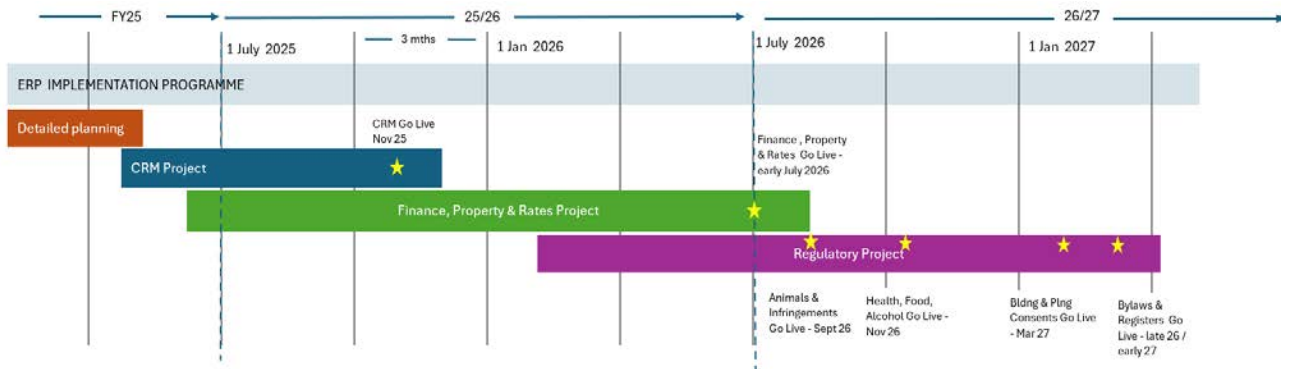 FY25
25/26
26/27
3 mths
1 July 2025
1 Jan 2026
1 July 2026
1 Jan 2027
ERP IMPLEMENTATION PROGRAMME
Detailed planning
CRM Go Live
Nov 25
CRM Project
Finance , Property
& Rates Go Live -
early July 2026
Finance, Property & Rates Project
Regulatory Project
Animals &
Infringements
Go Live - Sept 26
Health, Food,
Alcohol Go Live -
Nov 26
Bldng & Plng
Consents Go Live
- Mar 27
Bylaws &
Registers Go
Live - late 26 /
early 27